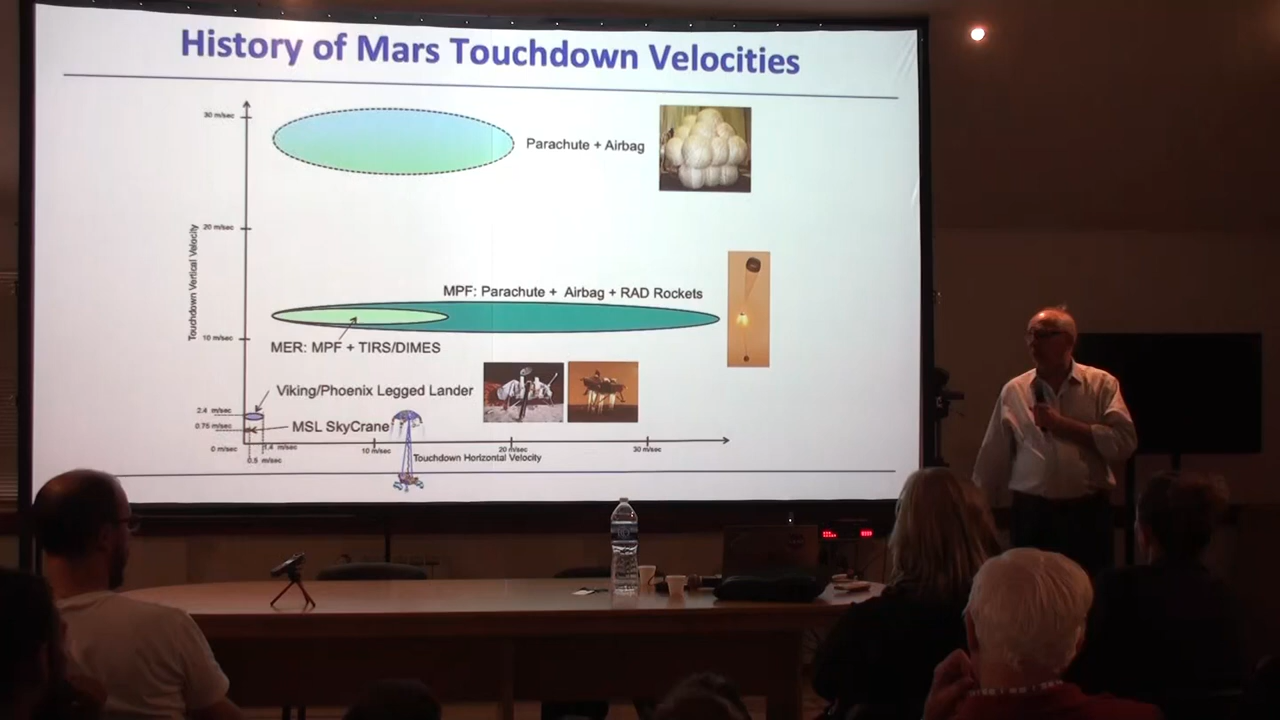 History of Mars Touchdown Velocities
30 m/sec
Parachute + Airbag
20 m/sec
Touchdown Vertical Velocity
MPF: Parachute + Airbag + RAD Rockets
10 m/sec
MER: MPF + TIRS/DIMES
Viking/Phoenix Legged Lander
2.4 m/sec
0.75 m/sec
MSL SkyCrane
0 m/sec
1.4 m/sec
10 m/sec
20 m/sec
30 m/sec
0.5 m/sec
Touchdown Horizontal Velocity